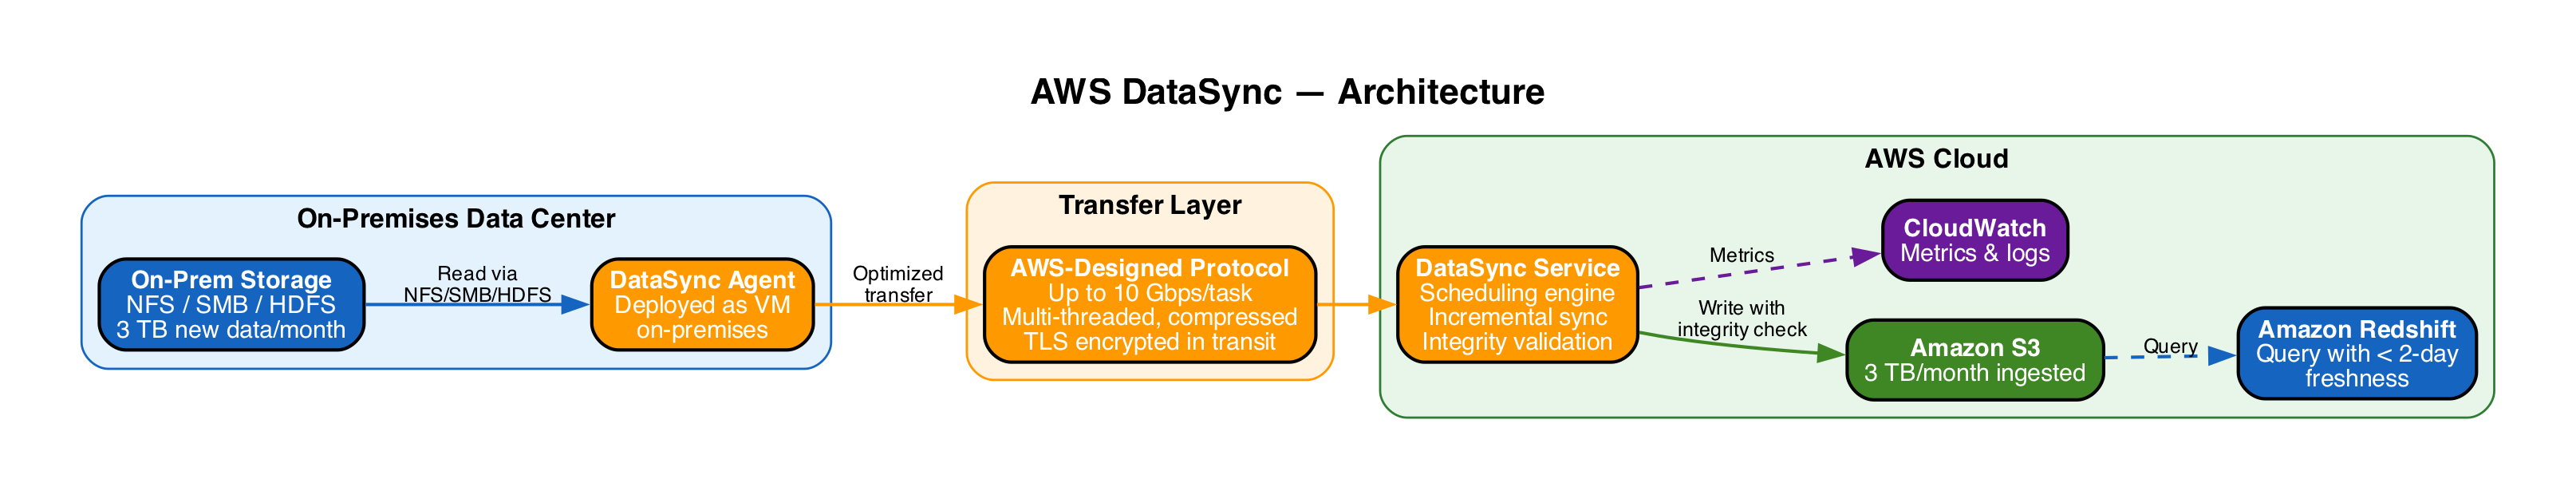 AWS DataSync — Architecture
On-Premises Data Center
On-Prem Storage
NFS / SMB / HDFS
3 TB new data/month
Read via
NFS/SMB/HDFS
DataSync Agent
Deployed as VM
on-premises
Optimized
transfer
Transfer Layer
AWS-Designed Protocol
Up to 10 Gbps/task
Multi-threaded, compressed
TLS encrypted in transit
AWS Cloud
DataSync Service
Scheduling engine
Incremental sync
Integrity validation
Metrics
CloudWatch
Metrics & logs
Write with
integrity check
Amazon S3
3 TB/month ingested
Query
Amazon Redshift
Query with < 2-day
freshness